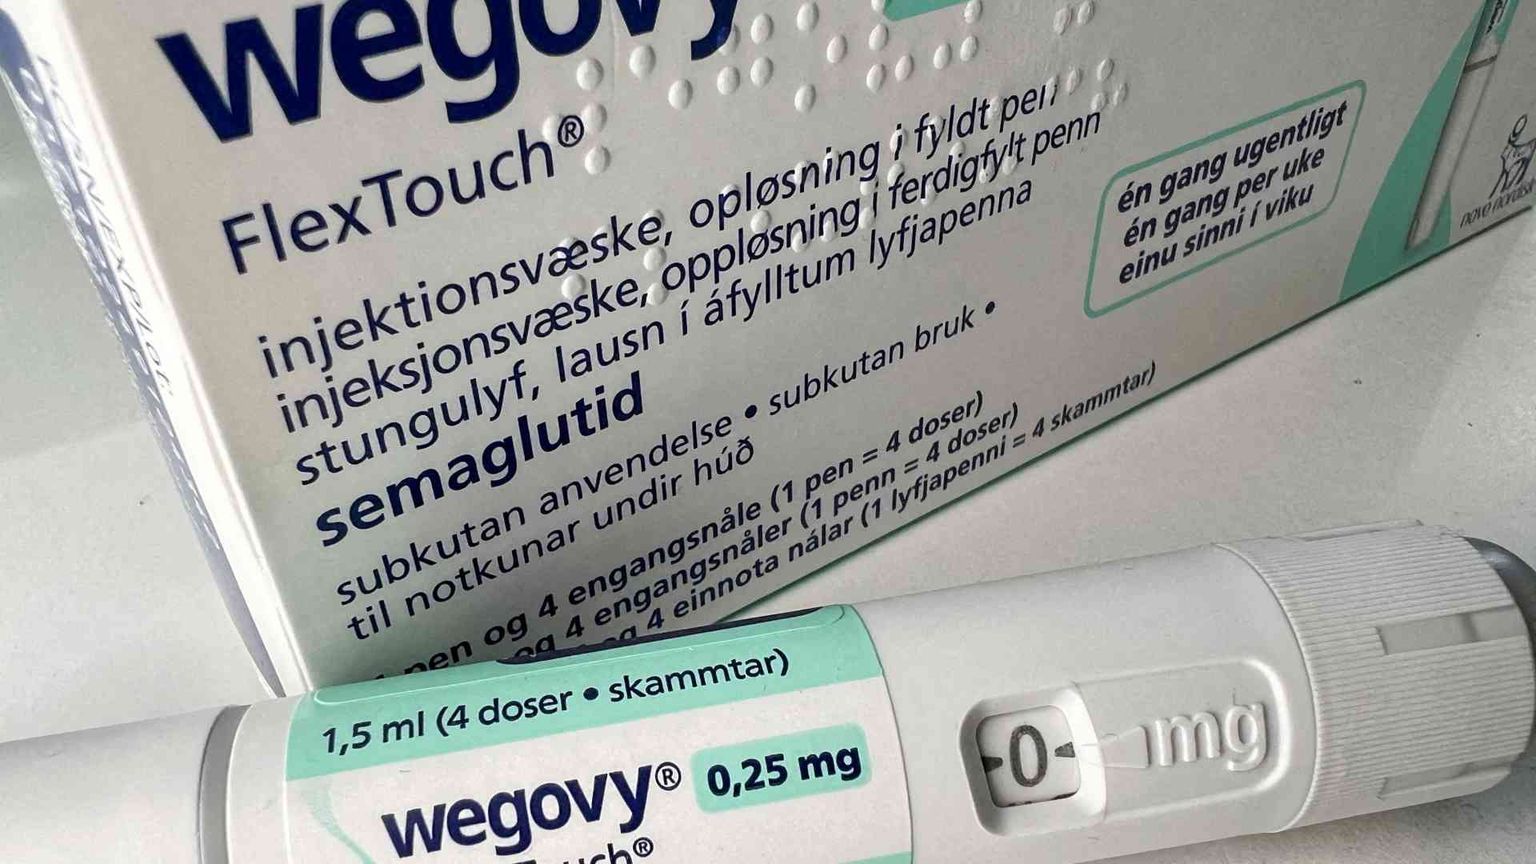 wegovy
FlexTouch®
injektionsvæske, opløsning i fyldt pen
injeksjonsvæske, oppløsning i ferdigfylt penn
stungulyf, lausn í áfylltum lyfjapenna
semaglutid
subkutan anvendelse • subkutan bruk •
til notkunar undir húð
pen og 4 engangsnåle (1 pen = 4 doser)
og 4 engangsnåler (1 penn = 4 doser)
og 4 einnota nálar (1 lyfjapenni = 4 skammtar)
én gang ugentligt
én gang per uke
einu sinni í viku
novo nordisk
1,5 ml (4 doser • skammtar)
wegovy® 0,25 mg
0 mg